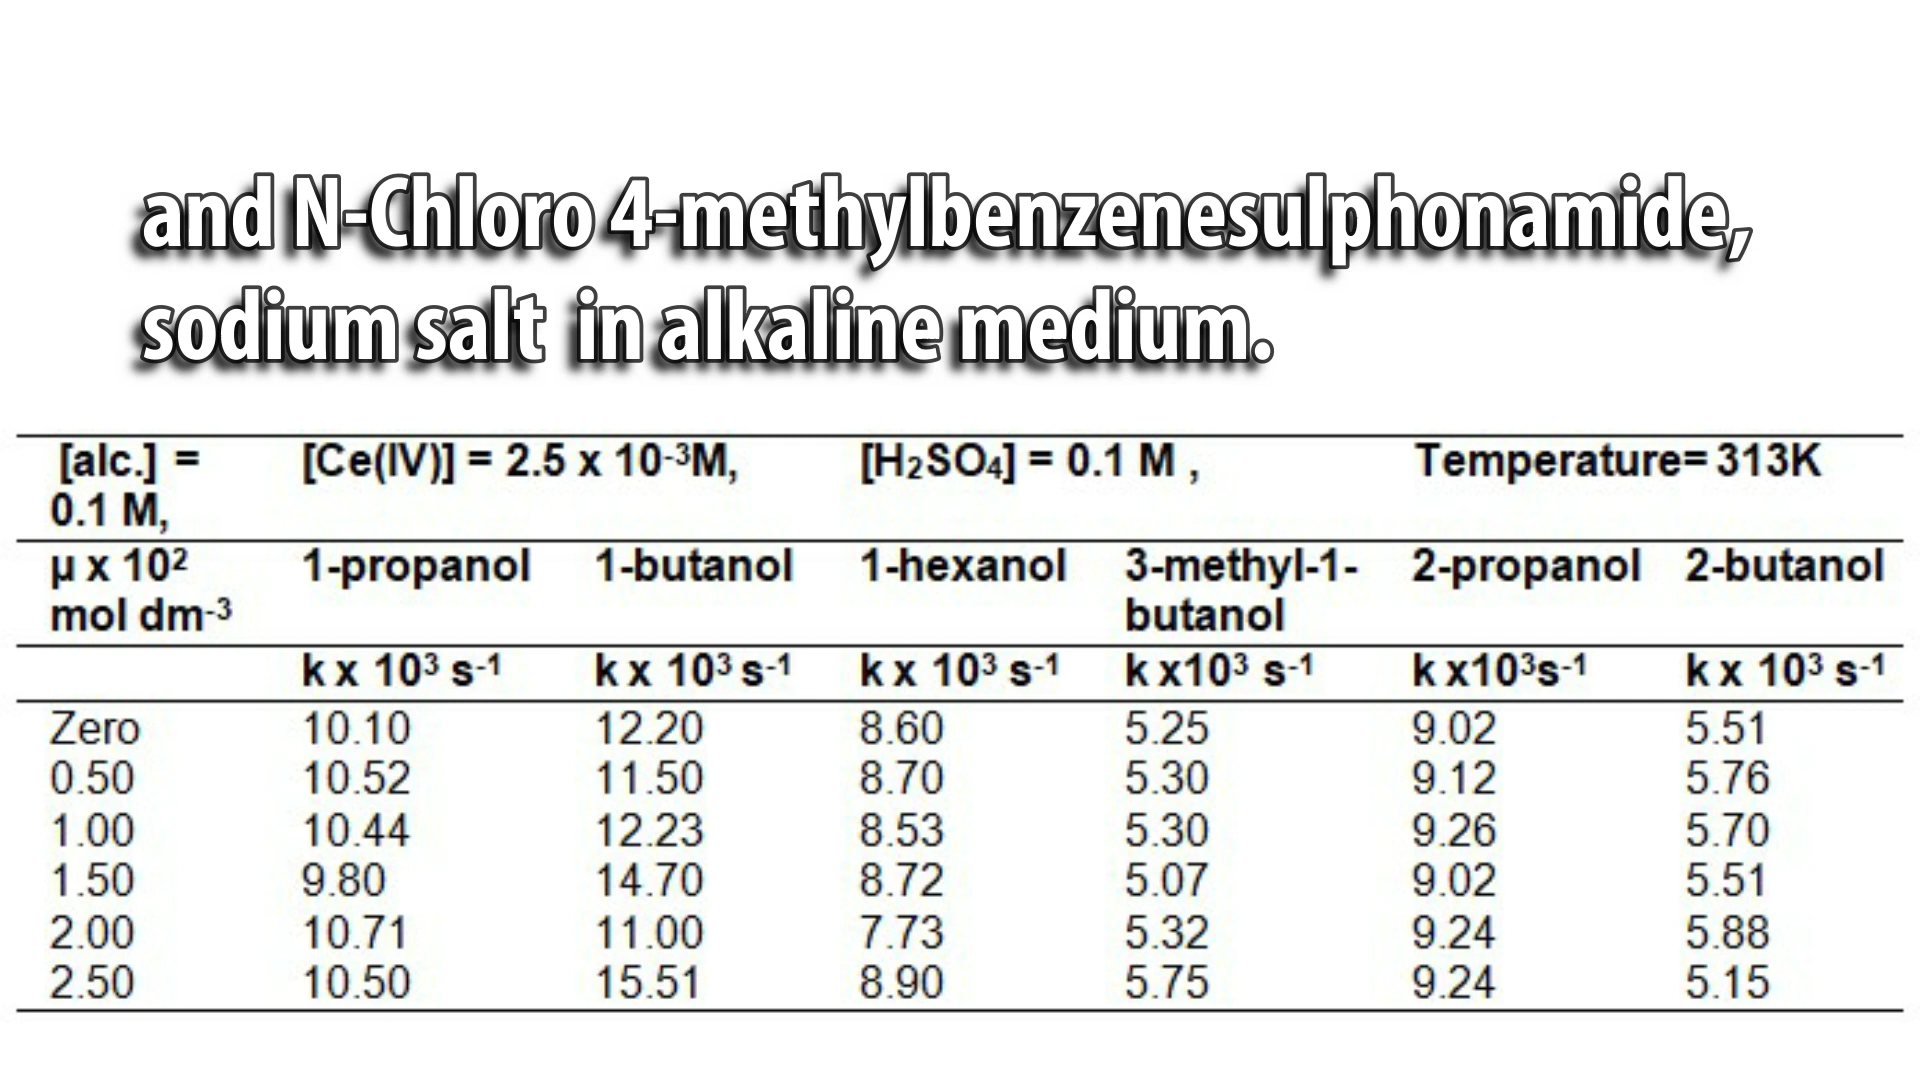 and N-Chloro 4-methylbenzenesulphonamide,
sodium salt in alkaline medium.
[alc.] = 0.1 M, [Ce(IV)] = 2.5 x 10⁻³M, [H₂SO₄] = 0.1 M , Temperature= 313K
µ x 10² mol dm⁻³ 1-propanol 1-butanol 1-hexanol 3-methyl-1-butanol 2-propanol 2-butanol
k x 10³ s⁻¹ k x 10³ s⁻¹ k x 10³ s⁻¹ k x10³ s⁻¹ k x10³s⁻¹ k x 10³ s⁻¹
Zero 10.10 12.20 8.60 5.25 9.02 5.51
0.50 10.52 11.50 8.70 5.30 9.12 5.76
1.00 10.44 12.23 8.53 5.30 9.26 5.70
1.50 9.80 14.70 8.72 5.07 9.02 5.51
2.00 10.71 11.00 7.73 5.32 9.24 5.88
2.50 10.50 15.51 8.90 5.75 9.24 5.15